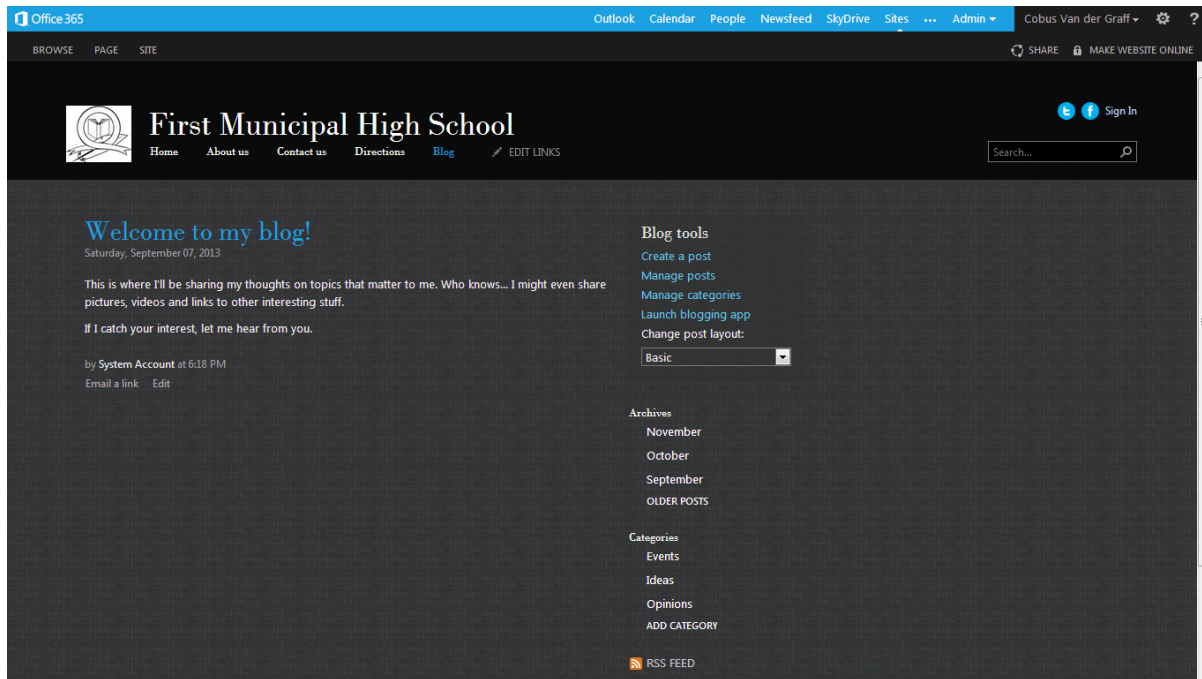 Office 365 Outlook Calendar People Newsfeed SkyDrive Sites ... Admin Cobus Van der Graff ?
BROWSE PAGE SITE SHARE MAKE WEBSITE ONLINE
First Municipal High School
Sign In
Home About us Contact us Directions Blog EDIT LINKS
Search...
Welcome to my blog!
Saturday, September 07, 2013
This is where I'll be sharing my thoughts on topics that matter to me. Who knows... I might even share
pictures, videos and links to other interesting stuff.
If I catch your interest, let me hear from you.
by System Account at 6:18 PM
Email a link Edit
Blog tools
Create a post
Manage posts
Manage categories
Launch blogging app
Change post layout:
Basic
Archives
November
October
September
OLDER POSTS
Categories
Events
Ideas
Opinions
ADD CATEGORY
RSS FEED